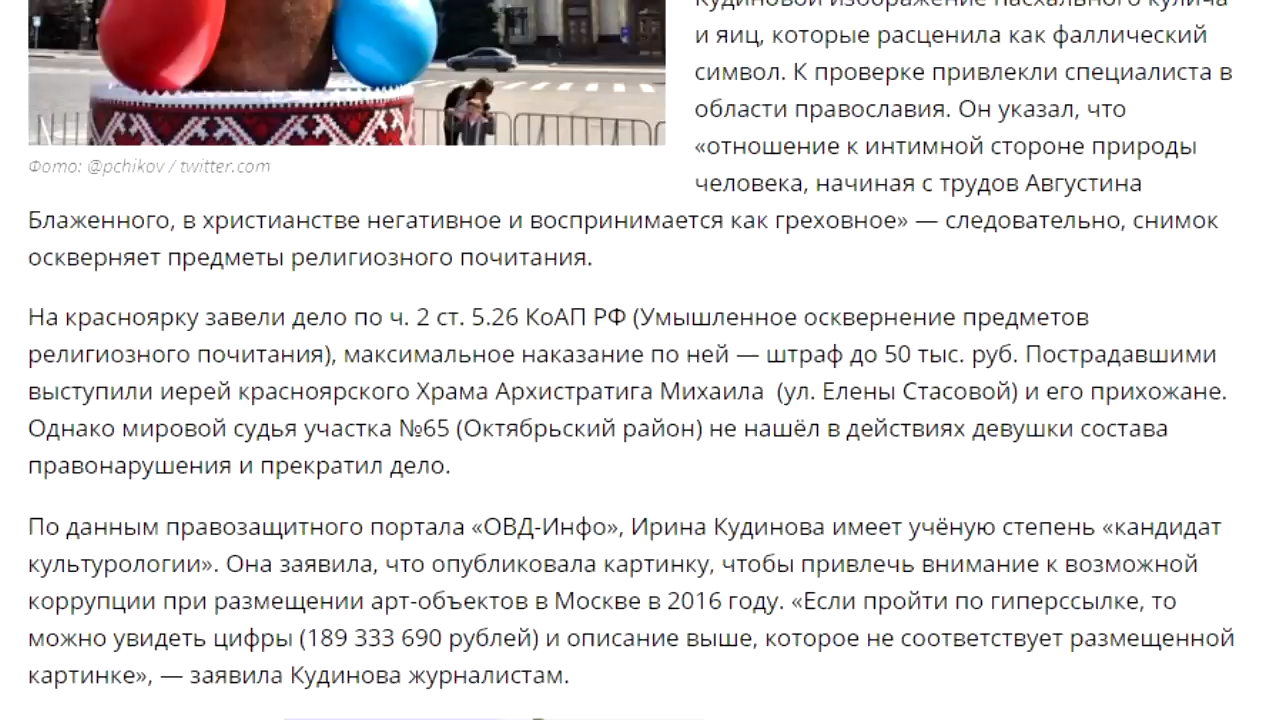 Кудиновой изображение пасхального кулича
и яиц, которые расценила как фаллический
символ. К проверке привлекли специалиста в
области православия. Он указал, что
«отношение к интимной стороне природы
человека, начиная с трудов Августина
Фото: @pchikov / twitter.com
Блаженного, в христианстве негативное и воспринимается как греховное» — следовательно, снимок
оскверняет предметы религиозного почитания.
На красноярку завели дело по ч. 2 ст. 5.26 КоАП РФ (Умышленное осквернение предметов
религиозного почитания), максимальное наказание по ней — штраф до 50 тыс. руб. Пострадавшими
выступили иерей красноярского Храма Архистратига Михаила (ул. Елены Стасовой) и его прихожане.
Однако мировой судья участка №65 (Октябрьский район) не нашёл в действиях девушки состава
правонарушения и прекратил дело.
По данным правозащитного портала «ОВД-Инфо», Ирина Кудинова имеет учёную степень «кандидат
культурологии». Она заявила, что опубликовала картинку, чтобы привлечь внимание к возможной
коррупции при размещении арт-объектов в Москве в 2016 году. «Если пройти по гиперссылке, то
можно увидеть цифры (189 333 690 рублей) и описание выше, которое не соответствует размещенной
картинке», — заявила Кудинова журналистам.